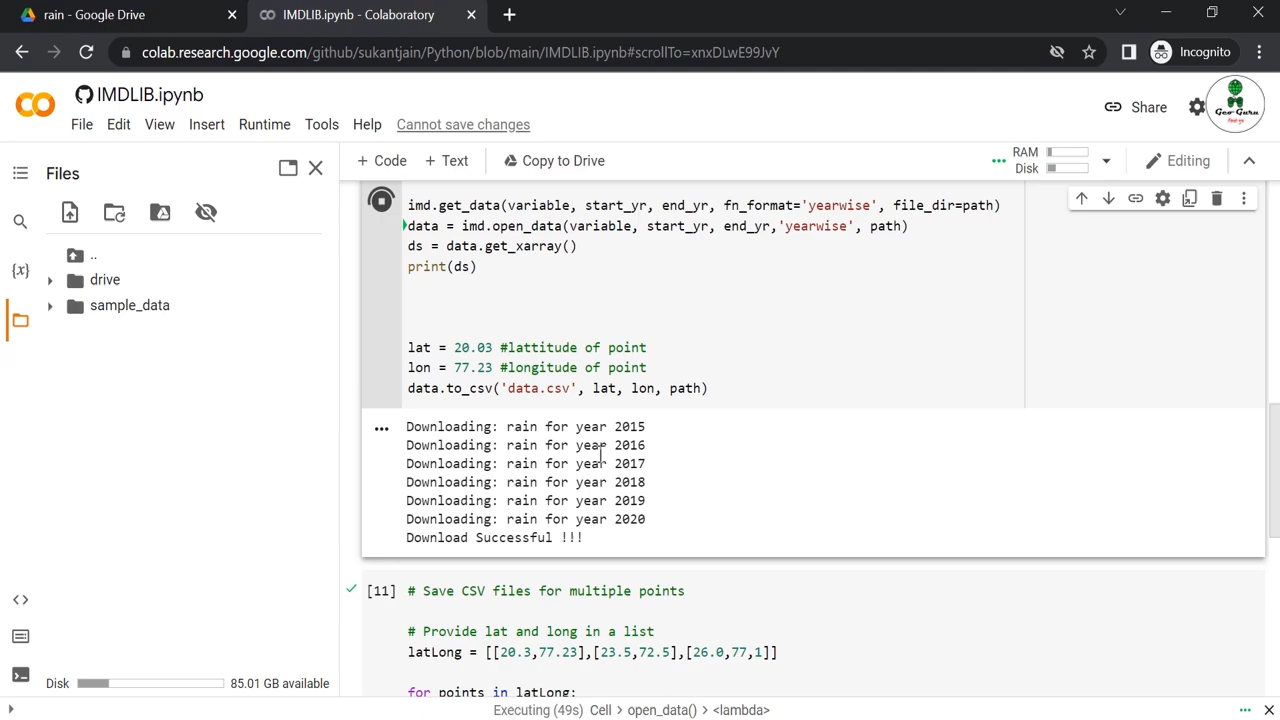 rain - Google Drive
IMDLIB.ipynb - Colaboratory
colab.research.google.com/github/sukantjain/Python/blob/main/IMDLIB.ipynb#scrollTo=xnxDLwE99JvY
Incognito
IMDLIB.ipynb
File Edit View Insert Runtime Tools Help Cannot save changes
Share
Geo Guru
Files
+ Code + Text Copy to Drive
RAM
Disk
Editing
..
drive
sample_data
imd.get_data(variable, start_yr, end_yr, fn_format='yearwise', file_dir=path)
data = imd.open_data(variable, start_yr, end_yr,'yearwise', path)
ds = data.get_xarray()
print(ds)
lat = 20.03 #lattitude of point
lon = 77.23 #longitude of point
data.to_csv('data.csv', lat, lon, path)
Downloading: rain for year 2015
Downloading: rain for year 2016
Downloading: rain for year 2017
Downloading: rain for year 2018
Downloading: rain for year 2019
Downloading: rain for year 2020
Download Successful !!!
[11] # Save CSV files for multiple points
# Provide lat and long in a list
latLong = [[20.3,77.23],[23.5,72.5],[26.0,77,1]]
for points in latLong:
Disk 85.01 GB available
Executing (49s) Cell > open_data() > <lambda>